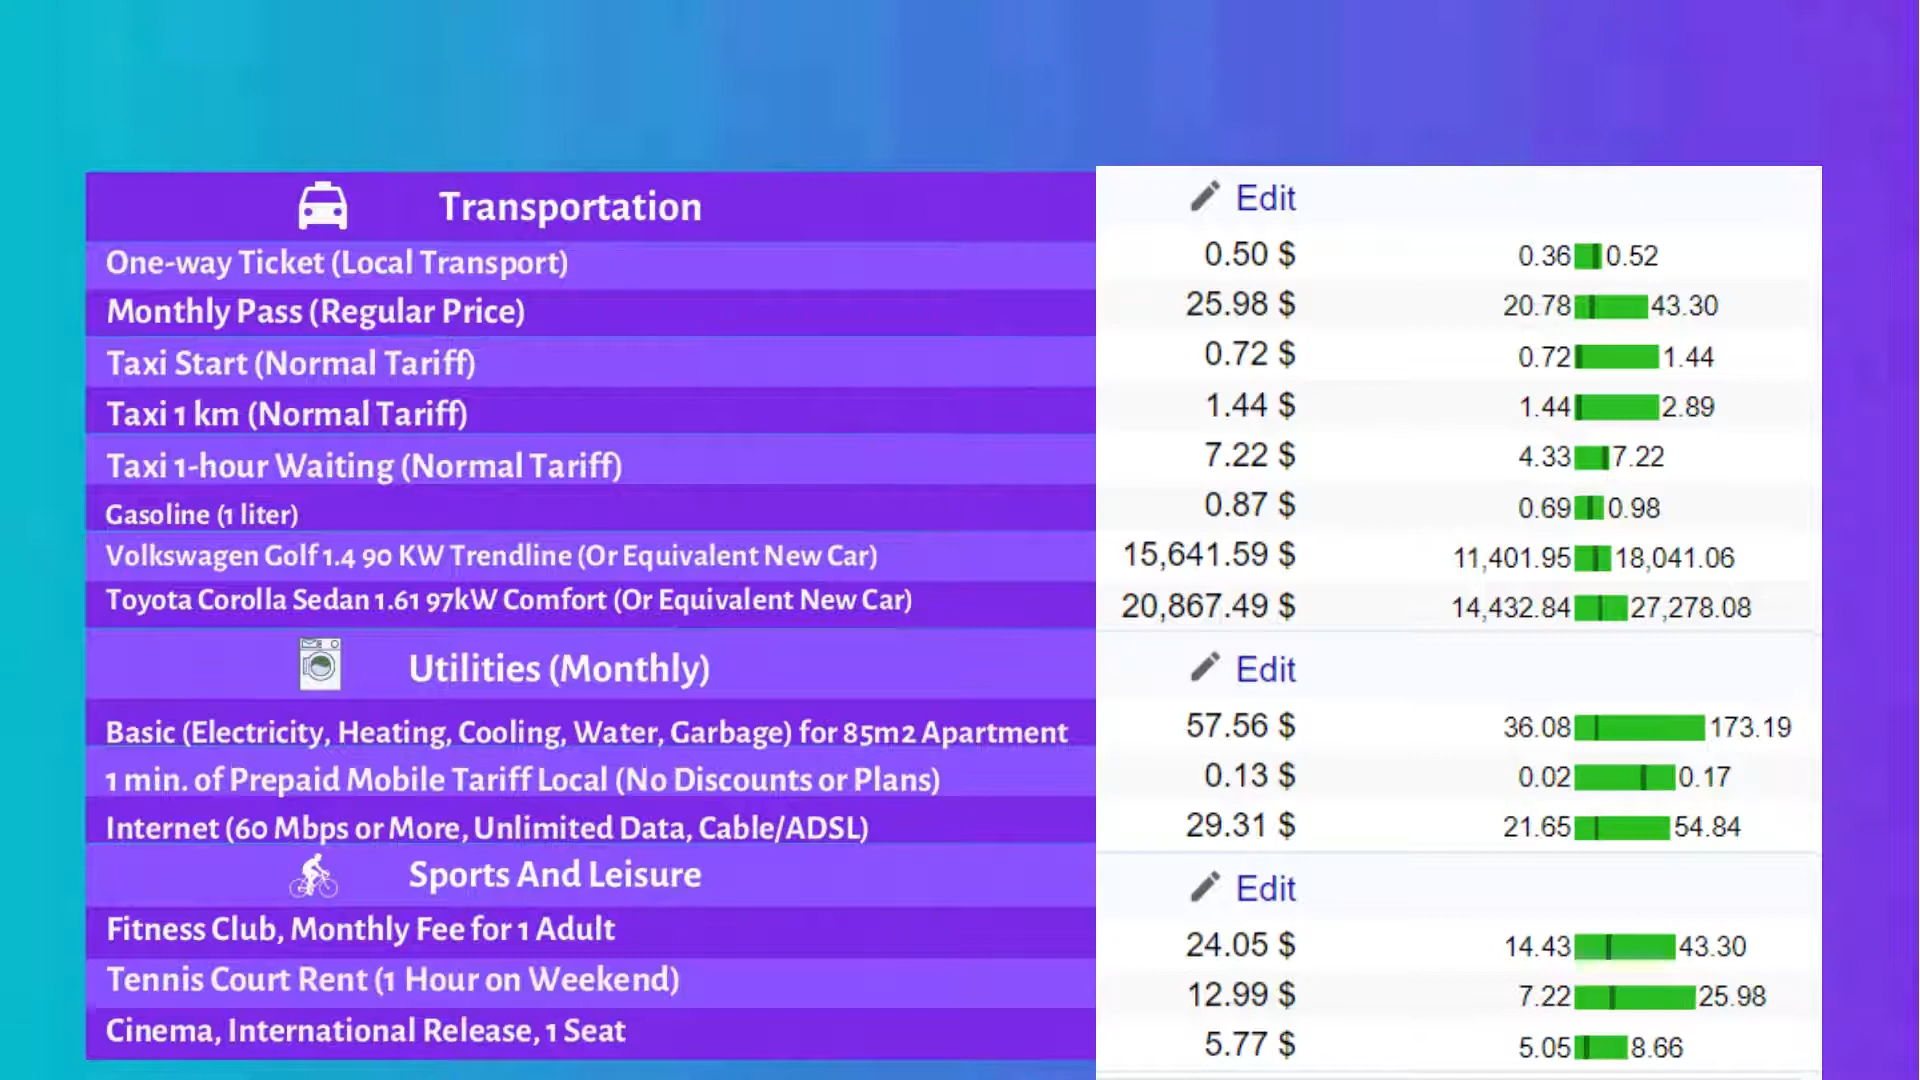 Transportation Edit
One-way Ticket (Local Transport) 0.50 $ 0.36 0.52
Monthly Pass (Regular Price) 25.98 $ 20.78 43.30
Taxi Start (Normal Tariff) 0.72 $ 0.72 1.44
Taxi 1 km (Normal Tariff) 1.44 $ 1.44 2.89
Taxi 1-hour Waiting (Normal Tariff) 7.22 $ 4.33 7.22
Gasoline (1 liter) 0.87 $ 0.69 0.98
Volkswagen Golf 1.4 90 KW Trendline (Or Equivalent New Car) 15,641.59 $ 11,401.95 18,041.06
Toyota Corolla Sedan 1.61 97kW Comfort (Or Equivalent New Car) 20,867.49 $ 14,432.84 27,278.08
Utilities (Monthly) Edit
Basic (Electricity, Heating, Cooling, Water, Garbage) for 85m2 Apartment 57.56 $ 36.08 173.19
1 min. of Prepaid Mobile Tariff Local (No Discounts or Plans) 0.13 $ 0.02 0.17
Internet (60 Mbps or More, Unlimited Data, Cable/ADSL) 29.31 $ 21.65 54.84
Sports And Leisure Edit
Fitness Club, Monthly Fee for 1 Adult 24.05 $ 14.43 43.30
Tennis Court Rent (1 Hour on Weekend) 12.99 $ 7.22 25.98
Cinema, International Release, 1 Seat 5.77 $ 5.05 8.66